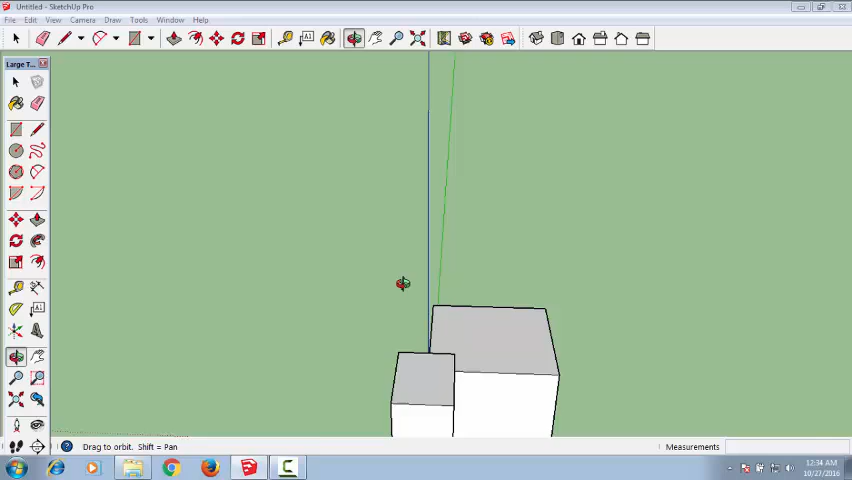 Untitled - SketchUp Pro
File Edit View Camera Draw Tools Window Help
Large T...
Drag to orbit. Shift = Pan
Measurements
12:34 AM
10/27/2016